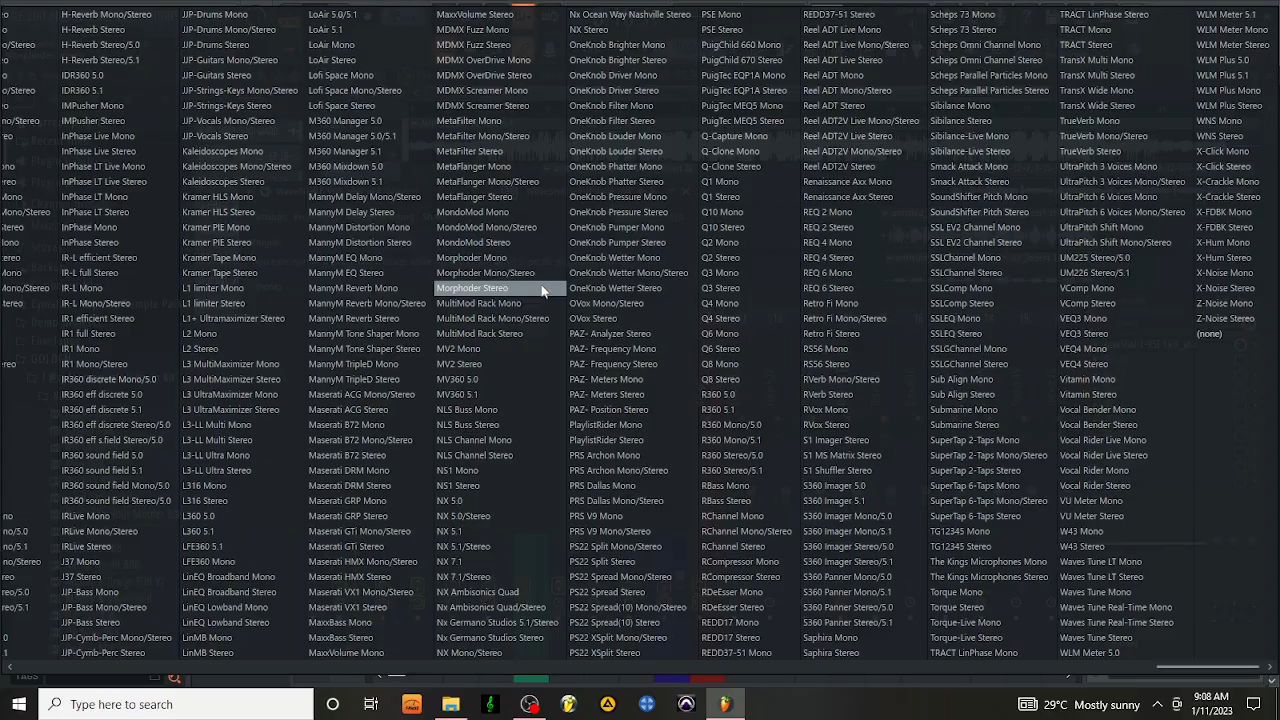 H-Reverb Mono/Stereo
H-Reverb Stereo
H-Reverb Stereo/5.0
H-Reverb Stereo/5.1
IDR360 5.0
IDR360 5.1
IMPusher Mono
IMPusher Stereo
InPhase Live Mono
InPhase Live Stereo
InPhase LT Live Mono
InPhase LT Live Stereo
InPhase LT Mono
InPhase LT Stereo
InPhase Mono
InPhase Stereo
IR-L efficient Stereo
IR-L full Stereo
IR-L Mono
IR-L Mono/Stereo
IR1 efficient Stereo
IR1 full Stereo
IR1 Mono
IR1 Mono/Stereo
IR360 discrete Mono/5.0
IR360 eff discrete 5.0
IR360 eff discrete 5.1
IR360 eff discrete Stereo/5.0
IR360 eff s.field Stereo/5.0
IR360 sound field 5.0
IR360 sound field 5.1
IR360 sound field Mono/5.0
IR360 sound field Stereo/5.0
IRLive Mono
IRLive Mono/Stereo
IRLive Stereo
J37 Mono
J37 Stereo
JJP-Bass Mono
JJP-Bass Mono/Stereo
JJP-Bass Stereo
JJP-Cymb-Perc Mono/Stereo
JJP-Cymb-Perc Stereo
JJP-Drums Mono
JJP-Drums Mono/Stereo
JJP-Drums Stereo
JJP-Guitars Mono/Stereo
JJP-Guitars Stereo
JJP-Strings-Keys Mono/Stereo
JJP-Strings-Keys Stereo
JJP-Vocals Mono/Stereo
JJP-Vocals Stereo
Kaleidoscopes Mono
Kaleidoscopes Mono/Stereo
Kaleidoscopes Stereo
Kramer HLS Mono
Kramer HLS Stereo
Kramer PIE Mono
Kramer PIE Stereo
Kramer Tape Mono
Kramer Tape Stereo
L1 limiter Mono
L1 limiter Stereo
L1+ Ultramaximizer Stereo
L2 Mono
L2 Stereo
L3 MultiMaximizer Mono
L3 MultiMaximizer Stereo
L3 UltraMaximizer Mono
L3 UltraMaximizer Stereo
L3-LL Multi Mono
L3-LL Multi Stereo
L3-LL Ultra Mono
L3-LL Ultra Stereo
L316 Mono
L316 Stereo
L360 5.0
L360 5.1
LFE360 5.1
LFE360 Mono
LinEQ Broadband Mono
LinEQ Broadband Stereo
LinEQ Lowband Mono
LinEQ Lowband Stereo
LinMB Mono
LinMB Stereo
LoAir 5.0/5.1
LoAir 5.1
LoAir Mono
LoAir Stereo
Lofi Space Mono
Lofi Space Mono/Stereo
Lofi Space Stereo
M360 Manager 5.0
M360 Manager 5.0/5.1
M360 Manager 5.1
M360 Mixdown 5.0
M360 Mixdown 5.1
MannyM Delay Mono/Stereo
MannyM Delay Stereo
MannyM Distortion Mono
MannyM Distortion Stereo
MannyM EQ Mono
MannyM EQ Stereo
MannyM Reverb Mono
MannyM Reverb Mono/Stereo
MannyM Reverb Stereo
MannyM Tone Shaper Mono
MannyM Tone Shaper Stereo
MannyM TripleD Mono
MannyM TripleD Stereo
Maserati ACG Mono/Stereo
Maserati ACG Stereo
Maserati B72 Mono
Maserati B72 Mono/Stereo
Maserati B72 Stereo
Maserati DRM Mono
Maserati DRM Stereo
Maserati GRP Mono
Maserati GRP Stereo
Maserati GTi Mono/Stereo
Maserati GTi Stereo
Maserati HMX Mono/Stereo
Maserati HMX Stereo
Maserati VX1 Mono/Stereo
Maserati VX1 Stereo
MaxxBass Mono
MaxxBass Stereo
MaxxVolume Mono
MaxxVolume Stereo
MDMX Fuzz Mono
MDMX Fuzz Stereo
MDMX OverDrive Mono
MDMX OverDrive Stereo
MDMX Screamer Mono
MDMX Screamer Stereo
MetaFilter Mono
MetaFilter Mono/Stereo
MetaFilter Stereo
MetaFlanger Mono
MetaFlanger Mono/Stereo
MetaFlanger Stereo
MondoMod Mono
MondoMod Mono/Stereo
MondoMod Stereo
Morphoder Mono
Morphoder Mono/Stereo
Morphoder Stereo
MultiMod Rack Mono
MultiMod Rack Mono/Stereo
MultiMod Rack Stereo
MV2 Mono
MV2 Stereo
MV360 5.0
MV360 5.1
NLS Buss Mono
NLS Buss Stereo
NLS Channel Mono
NLS Channel Stereo
NS1 Mono
NS1 Stereo
NX 5.0
NX 5.0/Stereo
NX 5.1
NX 5.1/Stereo
NX 7.1
NX 7.1/Stereo
NX Ambisonics Quad
Nx Ambisonics Quad/Stereo
Nx Germano Studios 5.1/Stereo
Nx Germano Studios Stereo
NX Mono/Stereo
Nx Ocean Way Nashville Stereo
NX Stereo
OneKnob Brighter Mono
OneKnob Brighter Stereo
OneKnob Driver Mono
OneKnob Driver Stereo
OneKnob Filter Mono
OneKnob Filter Stereo
OneKnob Louder Mono
OneKnob Louder Stereo
OneKnob Phatter Mono
OneKnob Phatter Stereo
OneKnob Pressure Mono
OneKnob Pressure Stereo
OneKnob Pumper Mono
OneKnob Pumper Stereo
OneKnob Wetter Mono
OneKnob Wetter Mono/Stereo
OneKnob Wetter Stereo
OVox Mono/Stereo
OVox Stereo
PAZ- Analyzer Stereo
PAZ- Frequency Mono
PAZ- Frequency Stereo
PAZ- Meters Mono
PAZ- Meters Stereo
PAZ- Position Stereo
PlaylistRider Mono
PlaylistRider Stereo
PRS Archon Mono
PRS Archon Mono/Stereo
PRS Dallas Mono
PRS Dallas Mono/Stereo
PRS V9 Mono
PRS V9 Mono/Stereo
PS22 Split Mono/Stereo
PS22 Split Stereo
PS22 Spread Mono/Stereo
PS22 Spread Stereo
PS22 Spread(10) Mono/Stereo
PS22 Spread(10) Stereo
PS22 XSplit Mono/Stereo
PS22 XSplit Stereo
PSE Mono
PSE Stereo
PuigChild 660 Mono
PuigChild 670 Stereo
PuigTec EQP1A Mono
PuigTec EQP1A Stereo
PuigTec MEQ5 Mono
PuigTec MEQ5 Stereo
Q-Capture Mono
Q-Clone Mono
Q-Clone Stereo
Q1 Mono
Q1 Stereo
Q10 Mono
Q10 Stereo
Q2 Mono
Q2 Stereo
Q3 Mono
Q3 Stereo
Q4 Mono
Q4 Stereo
Q6 Mono
Q6 Stereo
Q8 Mono
Q8 Stereo
R360 5.0
R360 5.1
R360 Mono/5.0
R360 Mono/5.1
R360 Stereo/5.0
R360 Stereo/5.1
RBass Mono
RBass Stereo
RChannel Mono
RChannel Stereo
RCompressor Mono
RCompressor Stereo
RDeEsser Mono
RDeEsser Stereo
REDD17 Mono
REDD17 Stereo
REDD37-51 Mono
REDD37-51 Stereo
Reel ADT Live Mono
Reel ADT Live Mono/Stereo
Reel ADT Live Stereo
Reel ADT Mono
Reel ADT Mono/Stereo
Reel ADT Stereo
Reel ADT2V Live Mono/Stereo
Reel ADT2V Live Stereo
Reel ADT2V Mono/Stereo
Reel ADT2V Stereo
Renaissance Axx Mono
Renaissance Axx Stereo
REQ 2 Mono
REQ 2 Stereo
REQ 4 Mono
REQ 4 Stereo
REQ 6 Mono
REQ 6 Stereo
Retro Fi Mono
Retro Fi Mono/Stereo
Retro Fi Stereo
RS56 Mono
RS56 Stereo
RVerb Mono/Stereo
RVerb Stereo
RVox Mono
RVox Stereo
S1 Imager Stereo
S1 MS Matrix Stereo
S1 Shuffler Stereo
S360 Imager 5.0
S360 Imager 5.1
S360 Imager Mono/5.0
S360 Imager Mono/5.1
S360 Imager Stereo/5.0
S360 Imager Stereo/5.1
S360 Panner Mono/5.0
S360 Panner Mono/5.1
S360 Panner Stereo/5.0
S360 Panner Stereo/5.1
Saphira Mono
Saphira Stereo
Scheps 73 Mono
Scheps 73 Stereo
Scheps Omni Channel Mono
Scheps Omni Channel Stereo
Scheps Parallel Particles Mono
Scheps Parallel Particles Stereo
Sibilance Mono
Sibilance Stereo
Sibilance-Live Mono
Sibilance-Live Stereo
Smack Attack Mono
Smack Attack Stereo
SoundShifter Pitch Mono
SoundShifter Pitch Stereo
SSL EV2 Channel Mono
SSL EV2 Channel Stereo
SSLChannel Mono
SSLChannel Stereo
SSLComp Mono
SSLComp Stereo
SSLEQ Mono
SSLEQ Stereo
SSLGChannel Mono
SSLGChannel Stereo
Sub Align Mono
Sub Align Stereo
Submarine Mono
Submarine Stereo
SuperTap 2-Taps Mono
SuperTap 2-Taps Mono/Stereo
SuperTap 2-Taps Stereo
SuperTap 6-Taps Mono
SuperTap 6-Taps Mono/Stereo
SuperTap 6-Taps Stereo
TG12345 Mono
TG12345 Stereo
The Kings Microphones Mono
The Kings Microphones Stereo
Torque Mono
Torque Stereo
Torque-Live Mono
Torque-Live Stereo
TRACT LinPhase Mono
TRACT LinPhase Stereo
TRACT Mono
TRACT Stereo
TransX Multi Mono
TransX Multi Stereo
TransX Wide Mono
TransX Wide Stereo
TrueVerb Mono
TrueVerb Mono/Stereo
TrueVerb Stereo
UltraPitch 3 Voices Mono
UltraPitch 3 Voices Mono/Stereo
UltraPitch 6 Voices Mono
UltraPitch 6 Voices Mono/Stereo
UltraPitch Shift Mono
UltraPitch Shift Mono/Stereo
UM225 Stereo/5.0
UM226 Stereo/5.1
VComp Mono
VComp Stereo
VEQ3 Mono
VEQ3 Stereo
VEQ4 Mono
VEQ4 Stereo
Vitamin Mono
Vitamin Stereo
Vocal Bender Mono
Vocal Bender Stereo
Vocal Rider Live Mono
Vocal Rider Live Stereo
Vocal Rider Mono
Vocal Rider Stereo
VU Meter Mono
VU Meter Stereo
W43 Mono
W43 Stereo
Waves Tune LT Mono
Waves Tune LT Stereo
Waves Tune Mono
Waves Tune Real-Time Mono
Waves Tune Real-Time Stereo
Waves Tune Stereo
WLM Meter 5.0
WLM Meter 5.1
WLM Meter Mono
WLM Meter Stereo
WLM Plus 5.0
WLM Plus 5.1
WLM Plus Mono
WLM Plus Stereo
WNS Mono
WNS Stereo
X-Click Mono
X-Click Stereo
X-Crackle Mono
X-Crackle Stereo
X-FDBK Mono
X-FDBK Stereo
X-Hum Mono
X-Hum Stereo
X-Noise Mono
X-Noise Stereo
Z-Noise Mono
Z-Noise Stereo
(none)
TAGS
Type here to search
29°C Mostly sunny
9:08 AM
1/11/2023